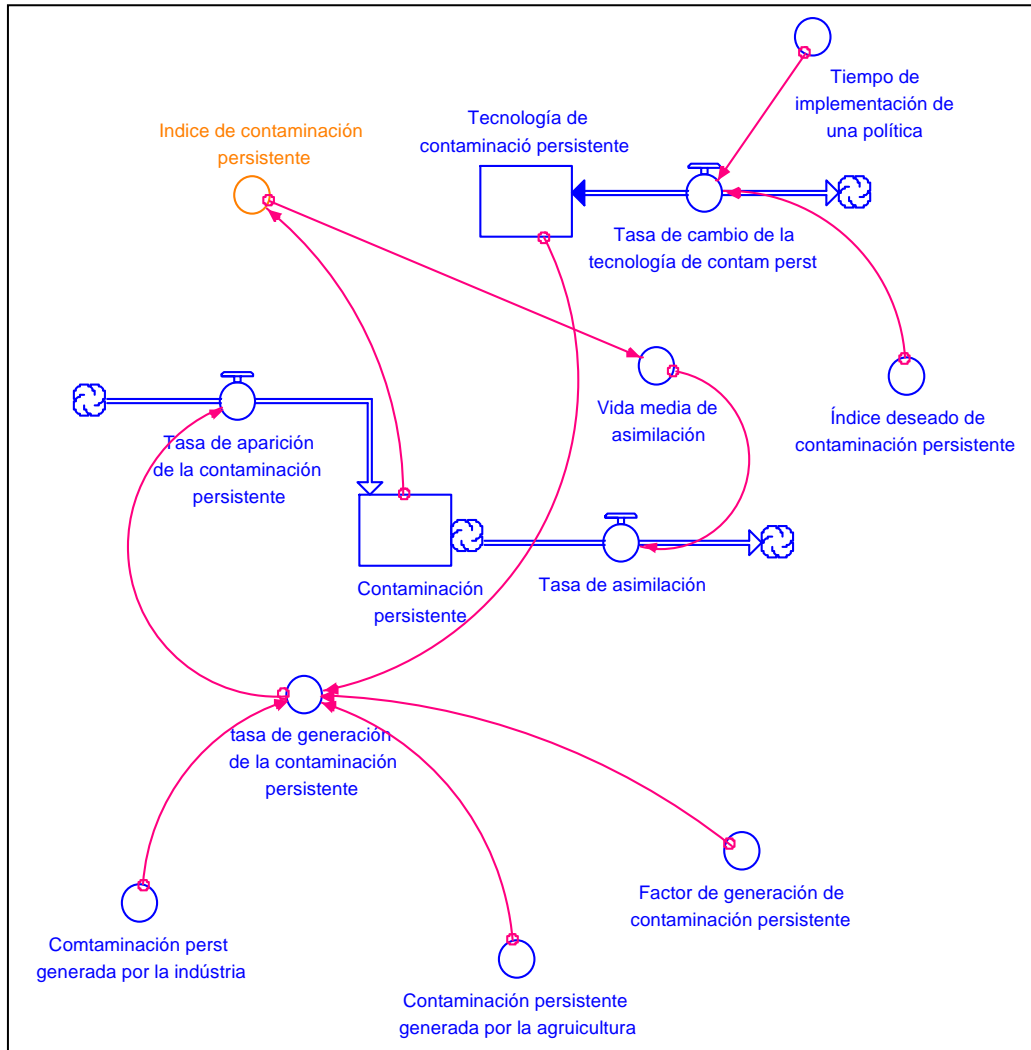 Tiempo de
implementación de
una política
Tecnología de
contaminació persistente
Indice de contaminación
persistente
Tasa de cambio de la
tecnología de contam perst
Vida media de
asimilación
Índice deseado de
contaminación persistente
Tasa de aparición
de la contaminación
persistente
Contaminación
persistente
Tasa de asimilación
tasa de generación
de la contaminación
persistente
Factor de generación de
contaminación persistente
Comtaminación perst
generada por la indústria
Contaminación persistente
generada por la agruicultura